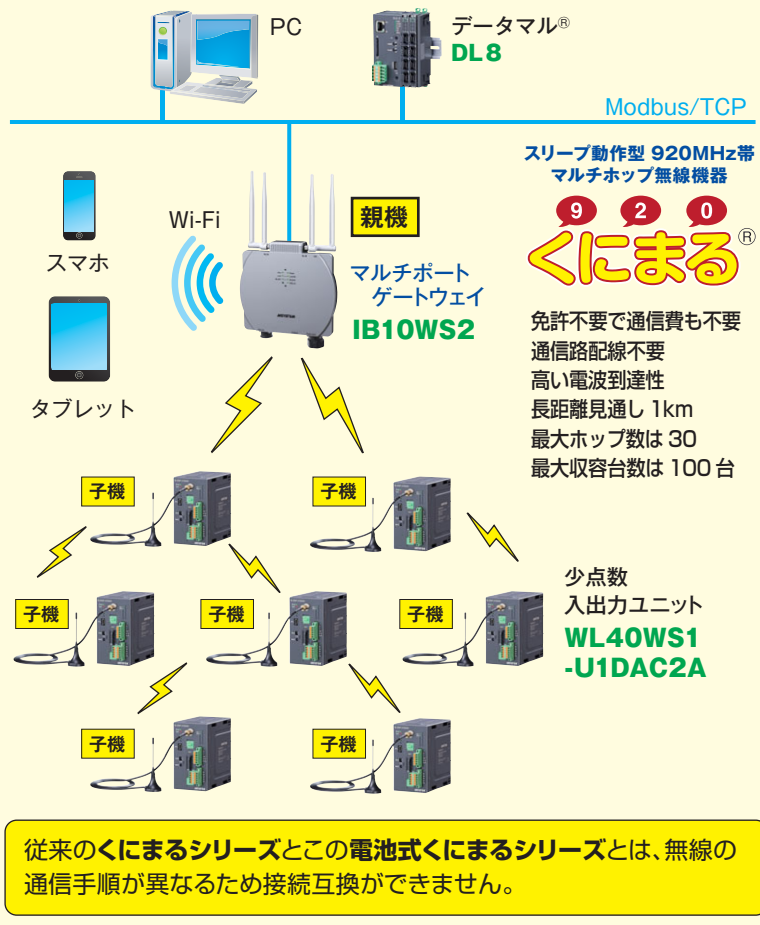 PC
データマル®
DL8
Modbus/TCP
スリープ動作型 920MHz帯
マルチホップ無線機器
9 2 0
くにまる®
スマホ
タブレット
Wi-Fi
親機
マルチポート
ゲートウェイ
IB10WS2
免許不要で通信費も不要
通信路配線不要
高い電波到達性
長距離見通し 1km
最大ホップ数は 30
最大収容台数は 100 台
子機
子機
子機
子機
子機
少点数
入出力ユニット
WL40WS1
-U1DAC2A
子機
子機
従来のくにまるシリーズとこの電池式くにまるシリーズとは、無線の
通信手順が異なるため接続互換ができません。